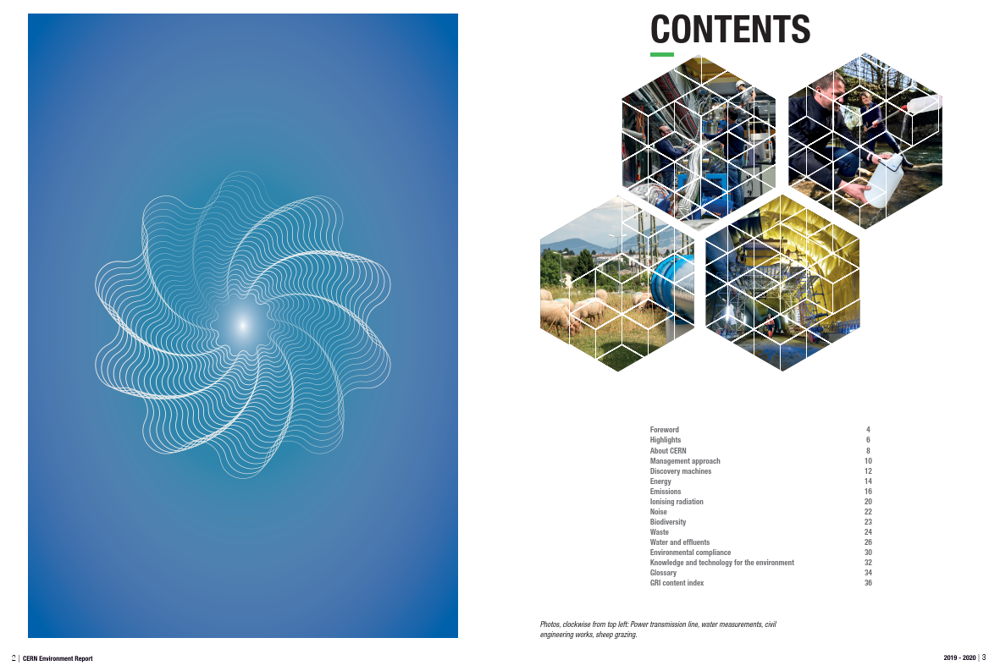 CONTENTS
Foreword 4
Highlights 6
About CERN 8
Management approach 10
Discovery machines 12
Energy 14
Emissions 16
Ionising radiation 20
Noise 22
Biodiversity 23
Waste 24
Water and effluents 26
Environmental compliance 30
Knowledge and technology for the environment 32
Glossary 34
GRI content index 36
Photos, clockwise from top left: Power transmission line, water measurements, civil
engineering works, sheep grazing.
2 | CERN Environment Report
2019 - 2020 | 3